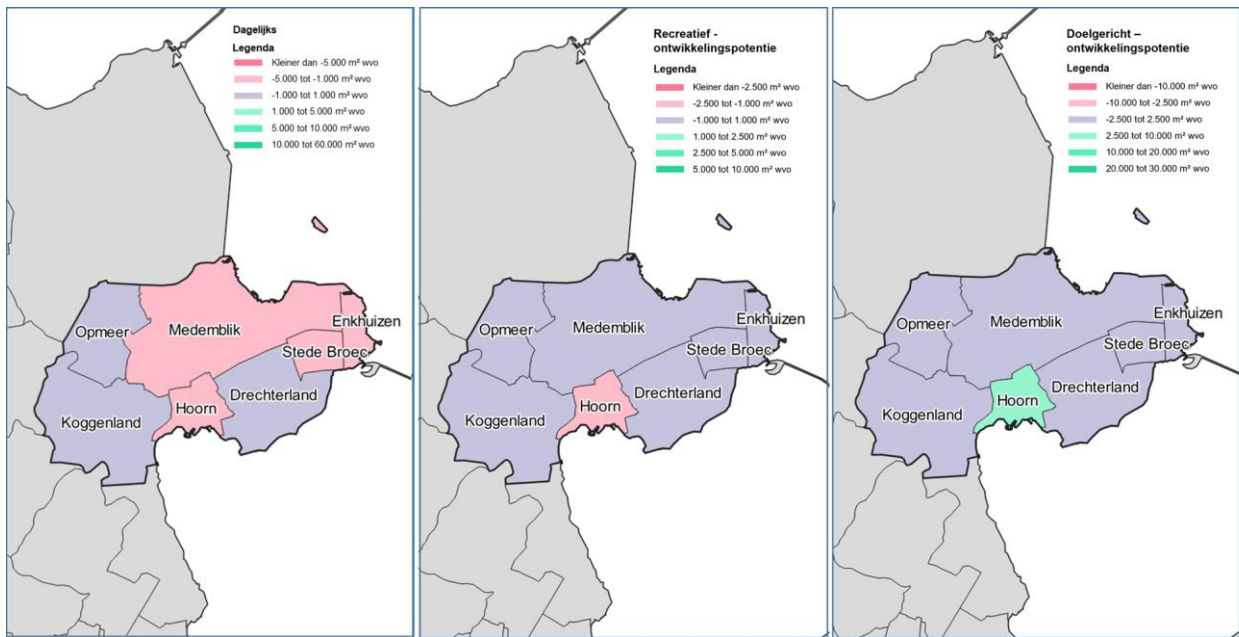 Dagelijks
Legenda
Kleiner dan -5.000 m² wvo
-5.000 tot -1.000 m² wvo
-1.000 tot 1.000 m² wvo
1.000 tot 5.000 m² wvo
5.000 tot 10.000 m² wvo
10.000 tot 60.000 m² wvo
Opmeer
Medemblik
Enkhuizen
Stede Broec
Drechterland
Hoorn
Koggenland
Recreatief -
ontwikkelingspotentie
Legenda
Kleiner dan -2.500 m² wvo
-2.500 tot -1.000 m² wvo
-1.000 tot 1.000 m² wvo
1.000 tot 2.500 m² wvo
2.500 tot 5.000 m² wvo
5.000 tot 10.000 m² wvo
Opmeer
Medemblik
Enkhuizen
Stede Broec
Drechterland
Hoorn
Koggenland
Doelgericht –
ontwikkelingspotentie
Legenda
Kleiner dan -10.000 m² wvo
-10.000 tot -2.500 m² wvo
-2.500 tot 2.500 m² wvo
2.500 tot 10.000 m² wvo
10.000 tot 20.000 m² wvo
20.000 tot 30.000 m² wvo
Opmeer
Medemblik
Enkhuizen
Stede Broec
Drechterland
Hoorn
Koggenland